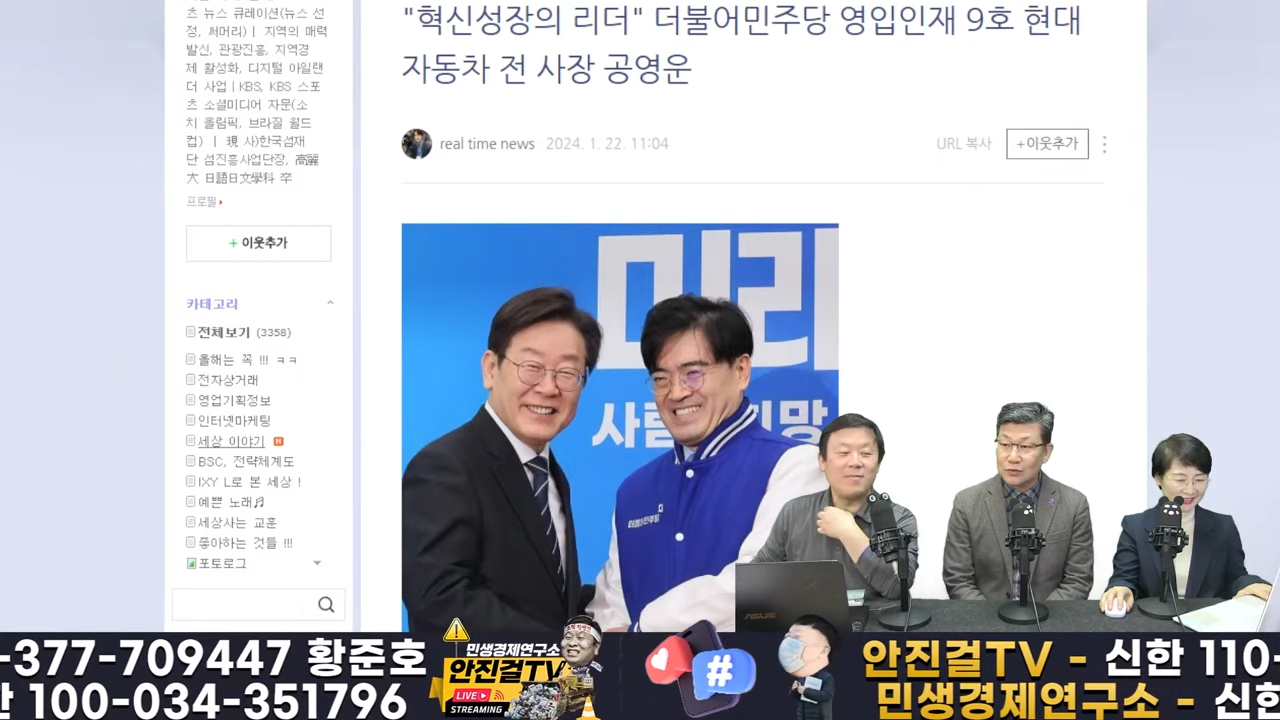 츠 뉴스 큐레이션(뉴스 선
정, 써머리) | 지역의 매력
발신, 관광진흥, 지역경
제 활성화, 디지털 아일랜
더 사업 | KBS, KBS 스포
츠 소셜미디어 자문(소
치 올림픽, 브라질 월드
컵) | 現 사)한국섬재
단 섬진흥사업단장, 高麗
大 日語日文學科 卒
프로필
+ 이웃추가
카테고리
전체보기 (3358)
올해는 꼭 !!! ㅋㅋ
전자상거래
영업기획정보
인터넷마케팅
세상 이야기 N
BSC, 전략체계도
IXY L로 본 세상 !
예쁜 노래♬
세상사는 교훈
좋아하는 것들 !!!
포토로그
"혁신성장의 리더" 더불어민주당 영입인재 9호 현대
자동차 전 사장 공영운
real time news 2024. 1. 22. 11:04
URL 복사 +이웃추가
미래
사람 희망
더불어민주당
ASUS
-377-709447 황준호
한 100-034-351796
민생경제연구소
안진걸TV
LIVE
STREAMING
#
안진걸TV - 신한 110-
민생경제연구소 - 신한